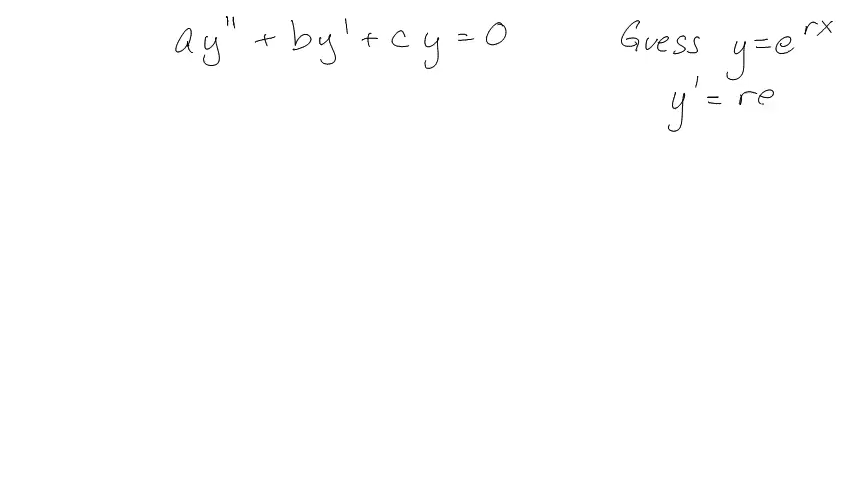 ay'' + by' + cy = 0
Guess y = e^{rx}
y' = re